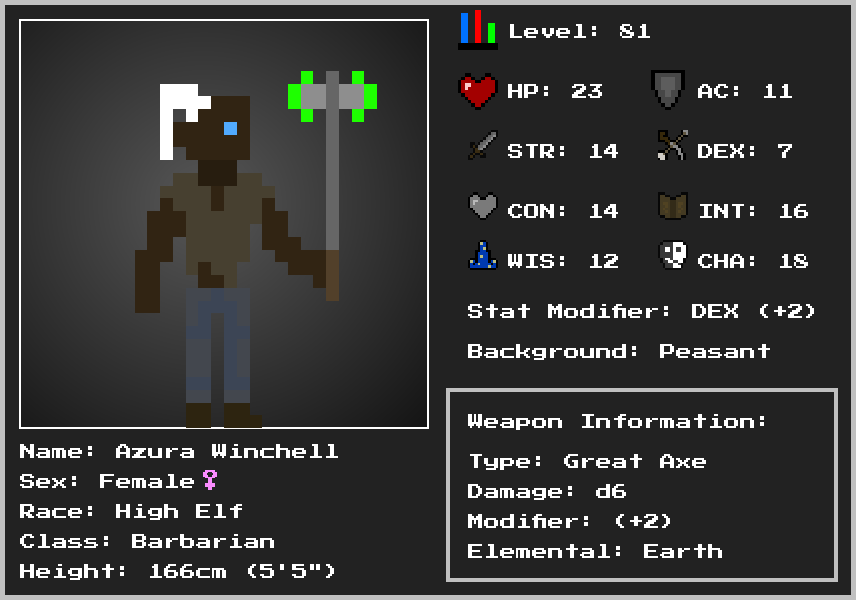 Level: 81
HP: 23
AC: 11
STR: 14
DEX: 7
CON: 14
INT: 16
WIS: 12
CHA: 18
Stat Modifier: DEX (+2)
Background: Peasant
Weapon Information:
Type: Great Axe
Damage: d6
Modifier: (+2)
Elemental: Earth
Name: Azura Winchell
Sex: Female♀
Race: High Elf
Class: Barbarian
Height: 166cm (5'5")